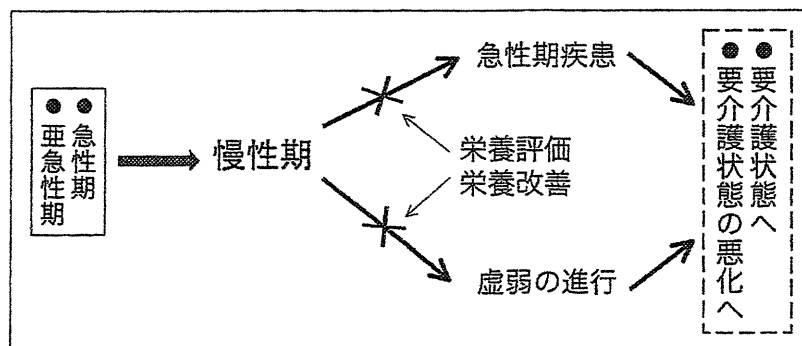 ● 急性期
● 亜急性期
慢性期
急性期疾患
栄養評価
栄養改善
虚弱の進行
● 要介護状態へ
● 要介護状態の悪化へ